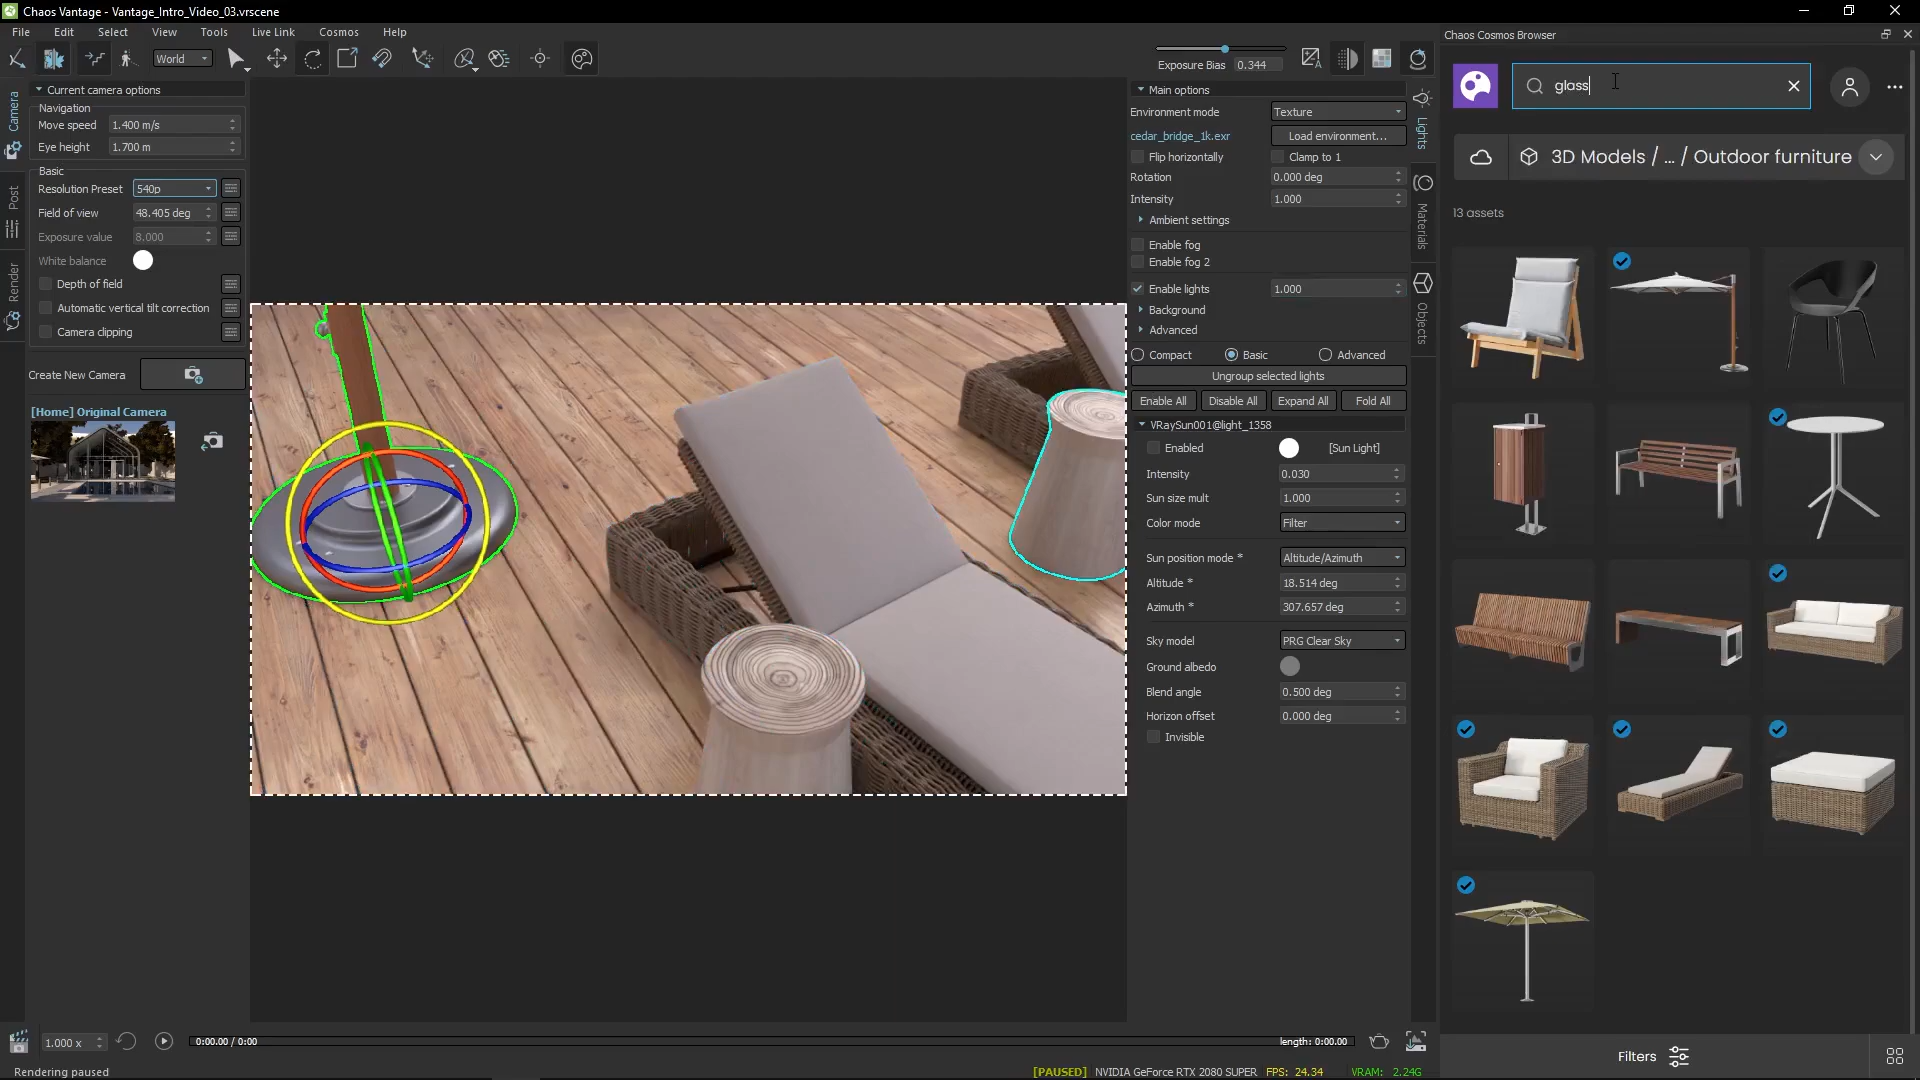 Chaos Vantage - Vantage_Intro_Video_03.vrscene
File Edit Select View Tools Live Link Cosmos Help
World
Exposure Bias 0.344
Chaos Cosmos Browser
glass
Camera
Post
Render
Current camera options
Navigation
Move speed 1.400 m/s
Eye height 1.700 m
Basic
Resolution Preset 540p
Field of view 48.405 deg
Exposure value 8.000
White balance
Depth of field
Automatic vertical tilt correction
Camera clipping
Create New Camera
[Home] Original Camera
Main options
Environment mode Texture
cedar_bridge_1k.exr Load environment...
Flip horizontally Clamp to 1
Rotation 0.000 deg
Intensity 1.000
Ambient settings
Enable fog
Enable fog 2
Enable lights 1.000
Background
Advanced
Compact Basic Advanced
Ungroup selected lights
Enable All Disable All Expand All Fold All
VRaySun001@light_1358
Enabled [Sun Light]
Intensity 0.030
Sun size mult 1.000
Color mode Filter
Sun position mode * Altitude/Azimuth
Altitude * 18.514 deg
Azimuth * 307.657 deg
Sky model PRG Clear Sky
Ground albedo
Blend angle 0.500 deg
Horizon offset 0.000 deg
Invisible
Lights
Materials
Objects
3D Models / ... / Outdoor furniture
13 assets
Filters
1.000 x
0:00.00 / 0:00
length: 0:00.00
Rendering paused
[PAUSED] NVIDIA GeForce RTX 2080 SUPER FPS: 24.34 VRAM: 2.24G